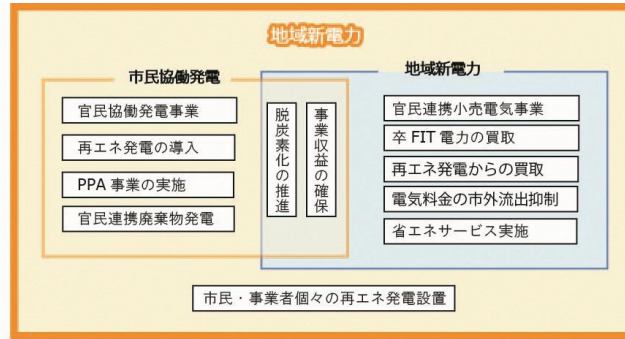 地域新電力
市民協働発電
官民協働発電事業
再エネ発電の導入
PPA 事業の実施
官民連携廃棄物発電
脱炭素化の推進
事業収益の確保
地域新電力
官民連携小売電気事業
卒 FIT 電力の買取
再エネ発電からの買取
電気料金の市外流出抑制
省エネサービス実施
市民・事業者個々の再エネ発電設置